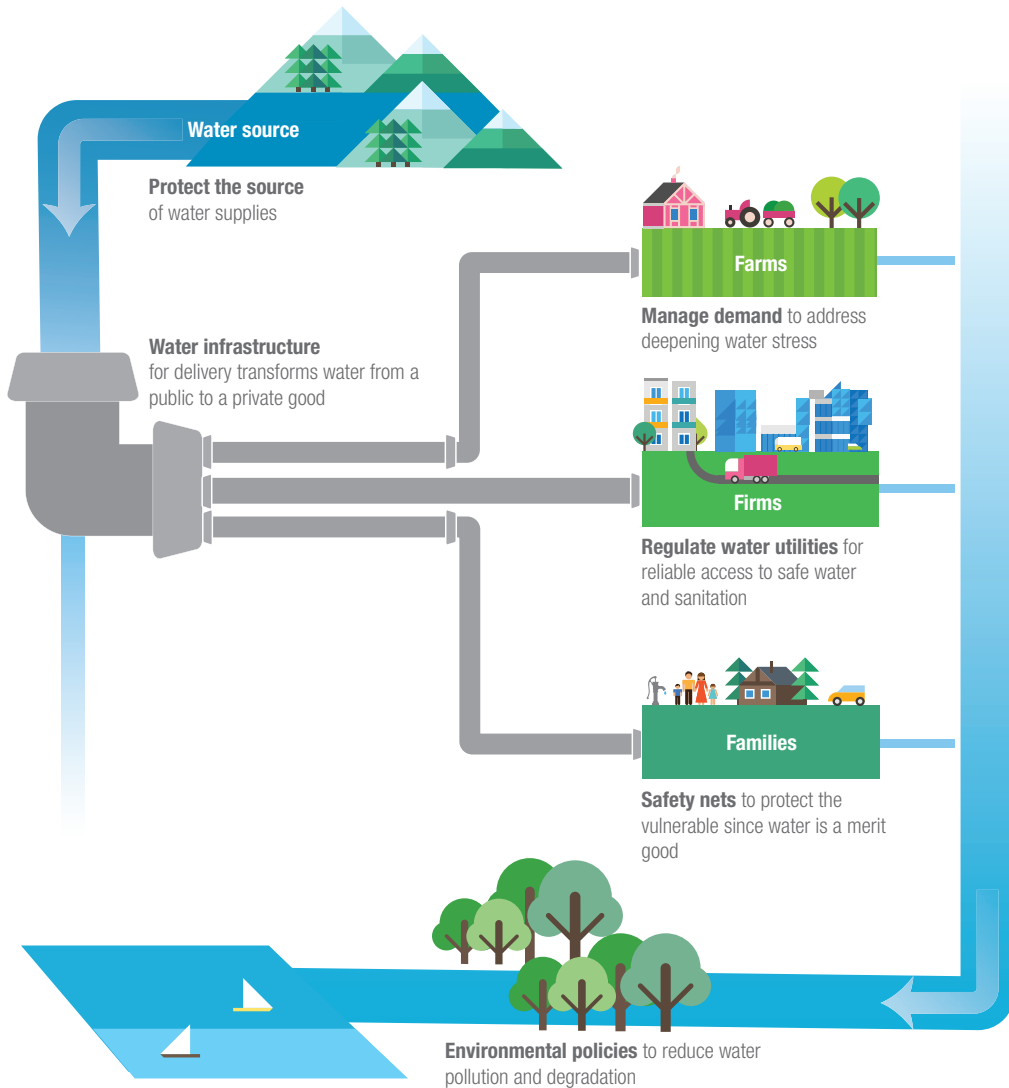 Water source
Protect the source
of water supplies
Farms
Manage demand to address
deepening water stress
Water infrastructure
for delivery transforms water from a
public to a private good
Firms
Regulate water utilities for
reliable access to safe water
and sanitation
Families
Safety nets to protect the
vulnerable since water is a merit
good
Environmental policies to reduce water
pollution and degradation